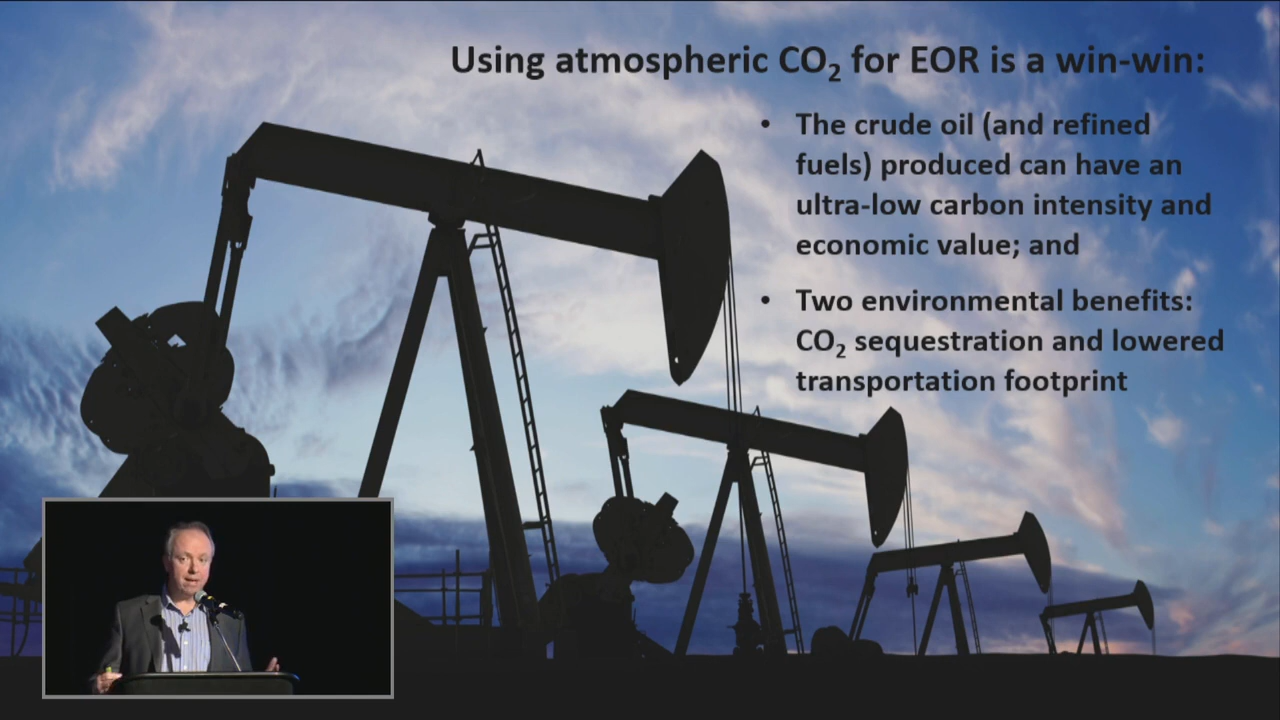 Using atmospheric CO₂ for EOR is a win-win:
• The crude oil (and refined
fuels) produced can have an
ultra-low carbon intensity and
economic value; and
• Two environmental benefits:
CO₂ sequestration and lowered
transportation footprint